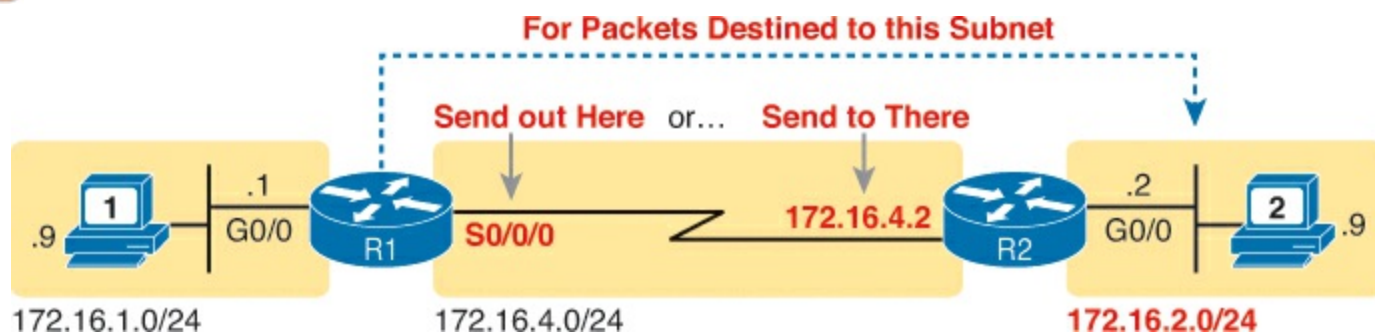 For Packets Destined to this Subnet
Send out Here or... Send to There
1
.9
.1
G0/0
R1
S0/0/0
172.16.4.2
R2
.2
G0/0
2
.9
172.16.1.0/24
172.16.4.0/24
172.16.2.0/24